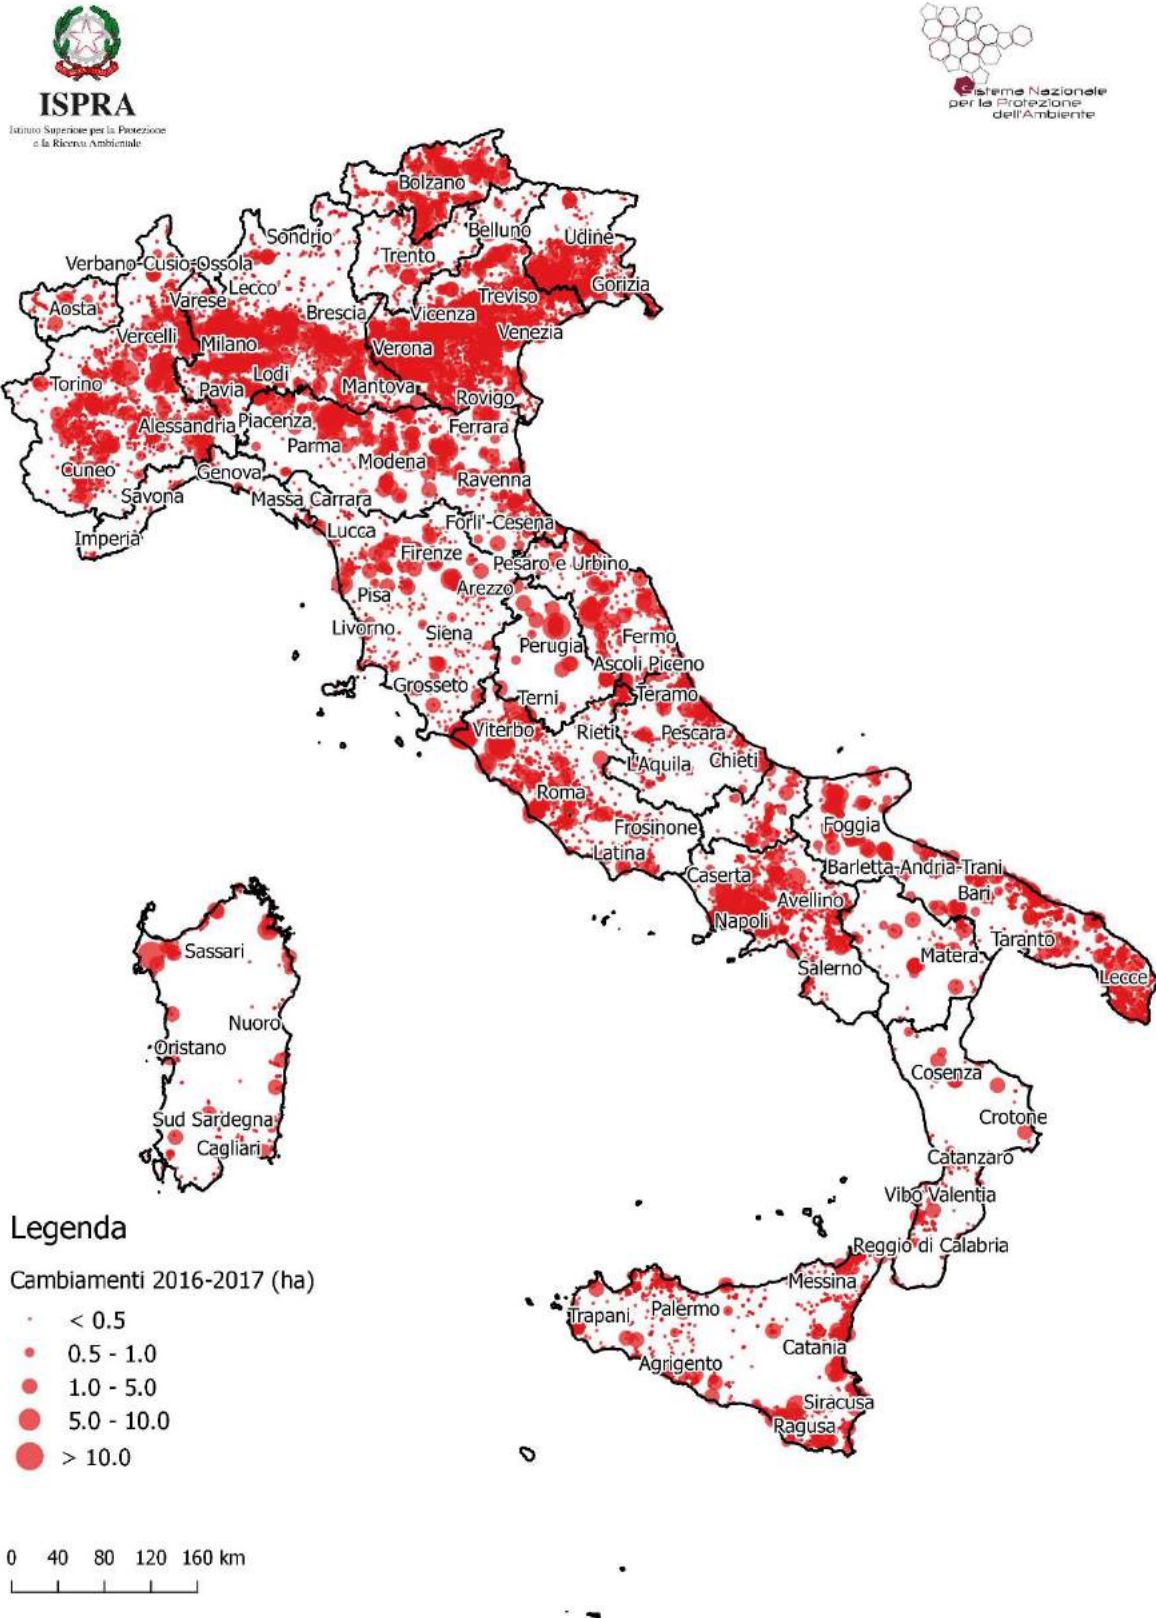 ISPRA
Istituto Superiore per la Protezione
e la Ricerca Ambientale
Sistema Nazionale
per la Protezione
dell'Ambiente
Bolzano
Sondrio
Belluno
Udine
Trento
Verbano-Cusio-Ossola
Lecco
Gorizia
Varese
Treviso
Aosta
Brescia
Vicenza
Venezia
Vercelli
Milano
Verona
Lodi
Torino
Pavia
Mantova
Rovigo
Alessandria
Piacenza
Ferrara
Parma
Modena
Cuneo
Genova
Ravenna
Savona
Massa Carrara
Forli'-Cesena
Imperia
Lucca
Firenze
Pesaro e Urbino
Arezzo
Pisa
Livorno
Siena
Fermo
Perugia
Ascoli Piceno
Grosseto
Terni
Teramo
Viterbo
Rieti
Pescara
L'Aquila
Chieti
Roma
Frosinone
Foggia
Latina
Caserta
Barletta-Andria-Trani
Bari
Avellino
Napoli
Taranto
Sassari
Matera
Salerno
Lecce
Nuoro
Oristano
Cosenza
Sud Sardegna
Crotone
Cagliari
Catanzaro
Vibo Valentia
Reggio di Calabria
Messina
Trapani
Palermo
Catania
Agrigento
Siracusa
Ragusa
Legenda
Cambiamenti 2016-2017 (ha)
< 0.5
0.5 - 1.0
1.0 - 5.0
5.0 - 10.0
> 10.0
0 40 80 120 160 km